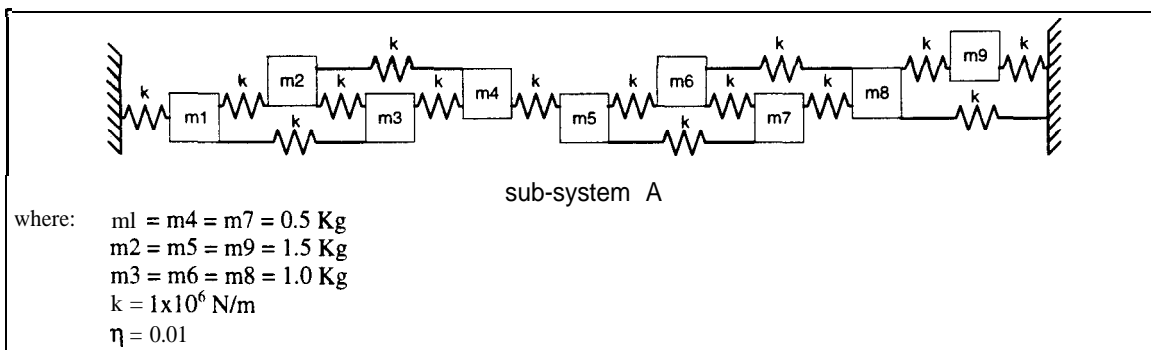 k k k k
m9
m2 m6
k k k k k k k k k
m4 m8
m1 m3 m5 m7
k k
sub-system A
where: ml = m4 = m7 = 0.5 Kg
m2 = m5 = m9 = 1.5 Kg
m3 = m6 = m8 = 1.0 Kg
k = 1x10⁶ N/m
η = 0.01